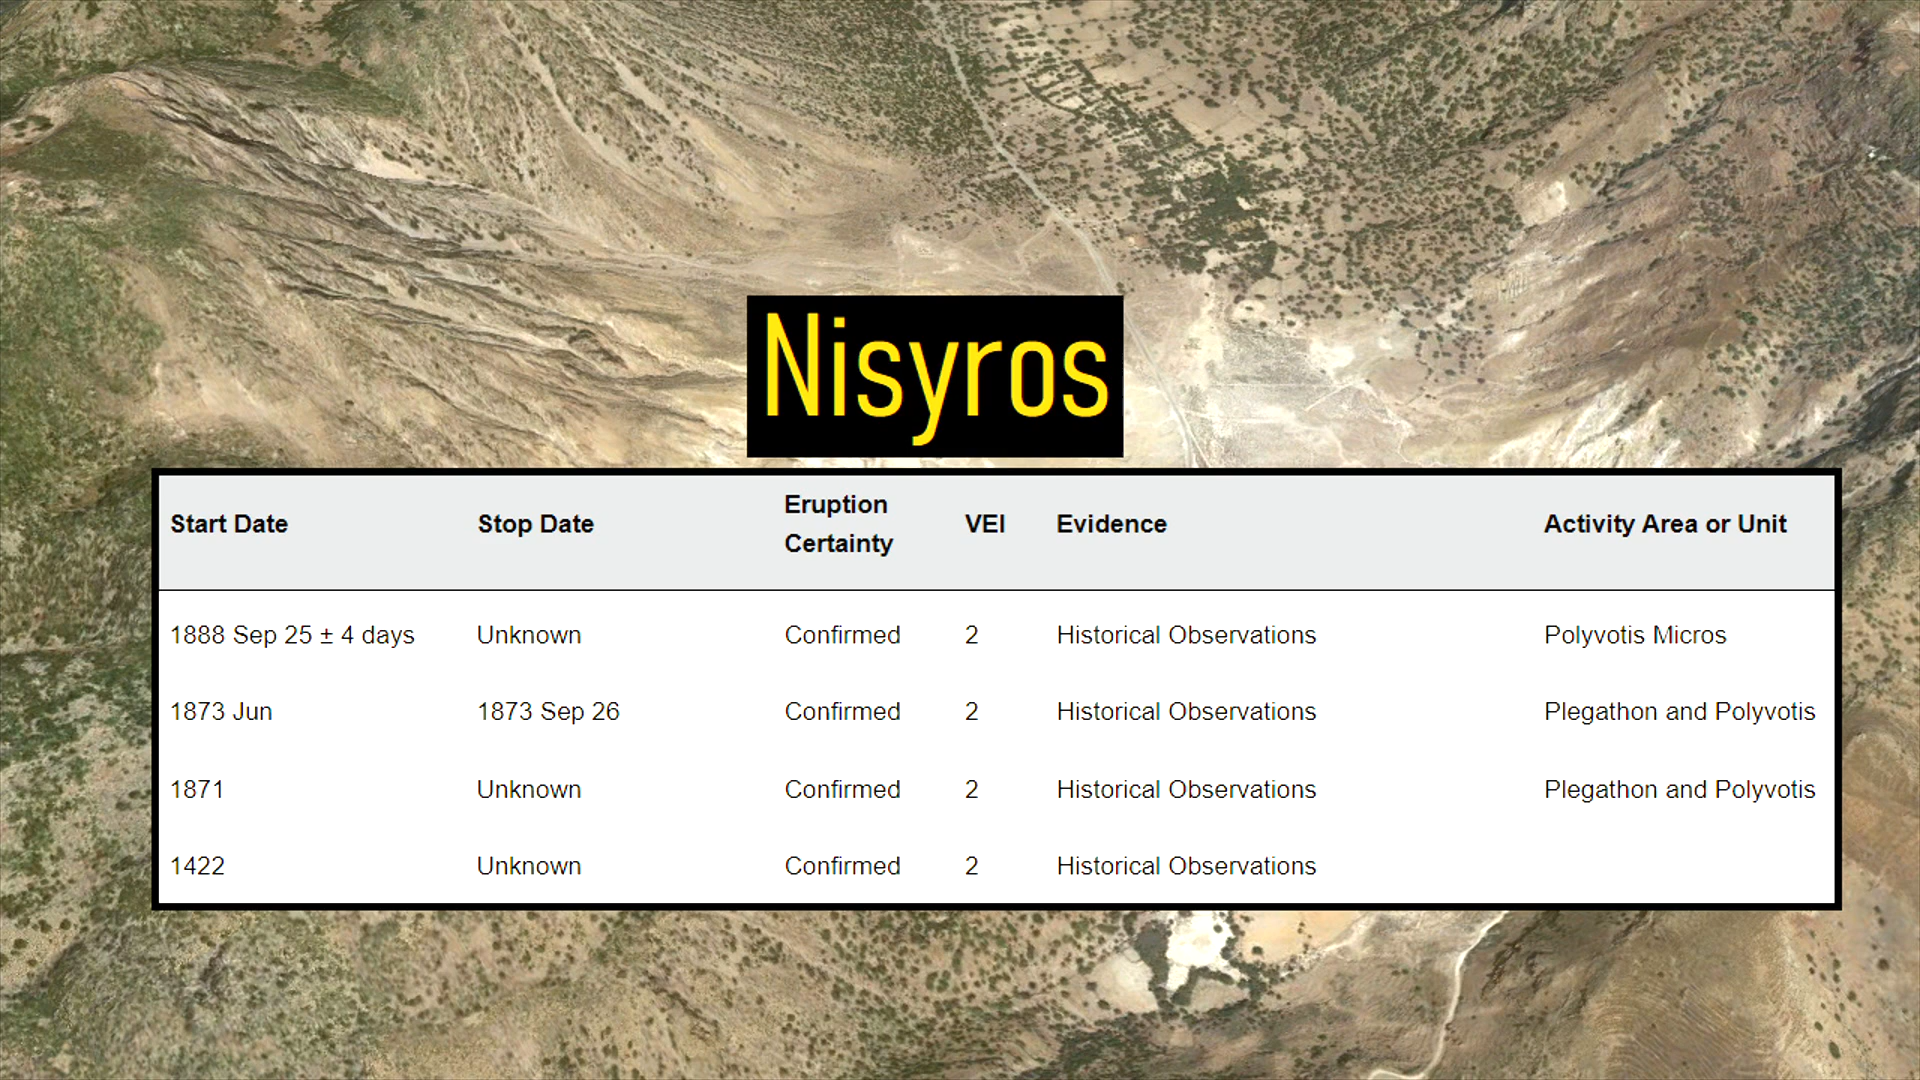 Nisyros
Start Date Stop Date Eruption Certainty VEI Evidence Activity Area or Unit
1888 Sep 25 ± 4 days Unknown Confirmed 2 Historical Observations Polyvotis Micros
1873 Jun 1873 Sep 26 Confirmed 2 Historical Observations Plegathon and Polyvotis
1871 Unknown Confirmed 2 Historical Observations Plegathon and Polyvotis
1422 Unknown Confirmed 2 Historical Observations